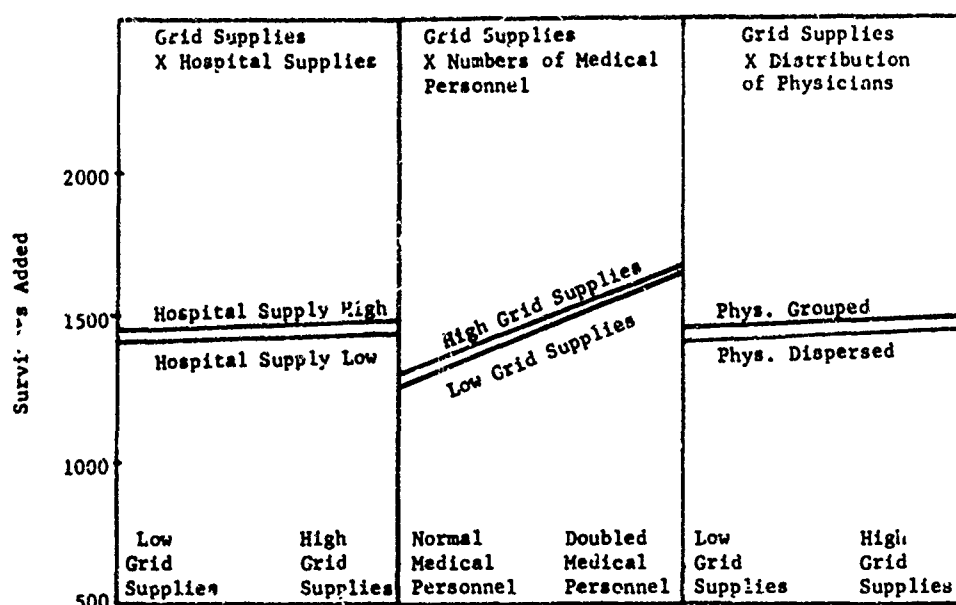 Grid Supplies
X Hospital Supplies
Grid Supplies
X Numbers of Medical
Personnel
Grid Supplies
X Distribution
of Physicians
2000
1500
1000
500
Added
Hospital Supply High
Hospital Supply Low
High Grid Supplies
Low Grid Supplies
Phys. Grouped
Phys. Dispersed
Low
Grid
Supplies
High
Grid
Supplies
Normal
Medical
Personnel
Doubled
Medical
Personnel
Low
Grid
Supplies
High
Grid
Supplies